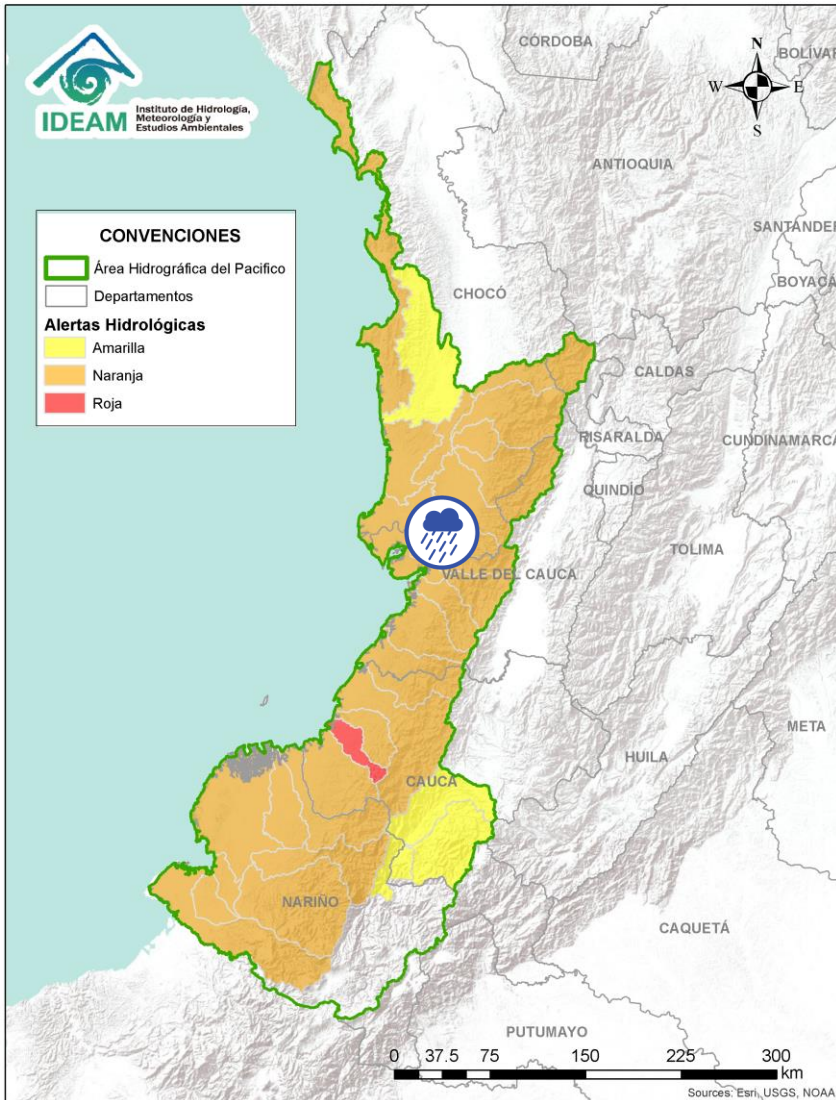 CÓRDOBA
BOLÍVAR
IDEAM
Instituto de Hidrología,
Meteorología y
Estudios Ambientales
N
W
E
S
ANTIOQUIA
SANTANDER
CONVENCIONES
Área Hidrográfica del Pacifico
Departamentos
Alertas Hidrológicas
Amarilla
Naranja
Roja
BOYACÁ
CHOCÓ
CALDAS
RISARALDA
CUNDINAMARCA
QUINDÍO
TOLIMA
VALLE DEL CAUCA
META
HUILA
CAUCA
NARIÑO
CAQUETÁ
PUTUMAYO
0 37.5 75 150 225 300
km
Sources: Esri, USGS, NOAA